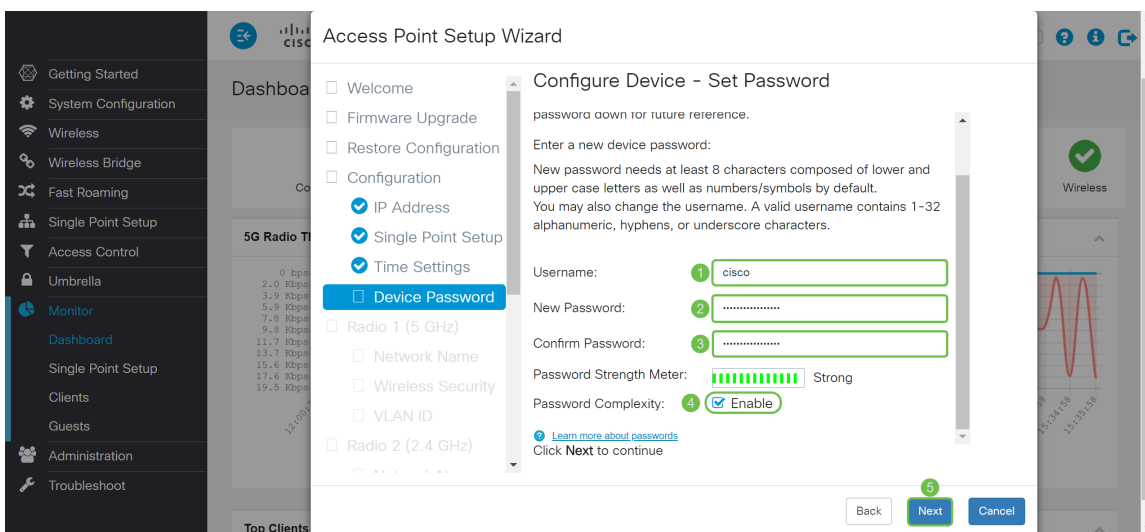 CISC
Getting Started
System Configuration
Wireless
Wireless Bridge
Fast Roaming
Single Point Setup
Access Control
Umbrella
Monitor
Dashboard
Single Point Setup
Clients
Guests
Administration
Troubleshoot
Dashboa
Co
5G Radio T
0 bps
2.0 Kbps
3.9 Kbps
5.9 Kbps
7.8 Kbps
9.8 Kbps
11.7 Kbps
13.7 Kbps
15.6 Kbps
17.6 Kbps
19.5 Kbps
Top Clients
Access Point Setup Wizard
Welcome
Firmware Upgrade
Restore Configuration
Configuration
IP Address
Single Point Setup
Time Settings
Device Password
Radio 1 (5 GHz)
Network Name
Wireless Security
VLAN ID
Radio 2 (2.4 GHz)
Configure Device - Set Password
password down for future reference.
Enter a new device password:
New password needs at least 8 characters composed of lower and
upper case letters as well as numbers/symbols by default.
You may also change the username. A valid username contains 1-32
alphanumeric, hyphens, or underscore characters.
Username: 1 cisco
New Password: 2 •••••••••••••••••
Confirm Password: 3 •••••••••••••••••
Password Strength Meter: Strong
Password Complexity: 4 Enable
? Learn more about passwords
Click Next to continue
5
Back Next Cancel
Wireless
15:34:58
15:35:58